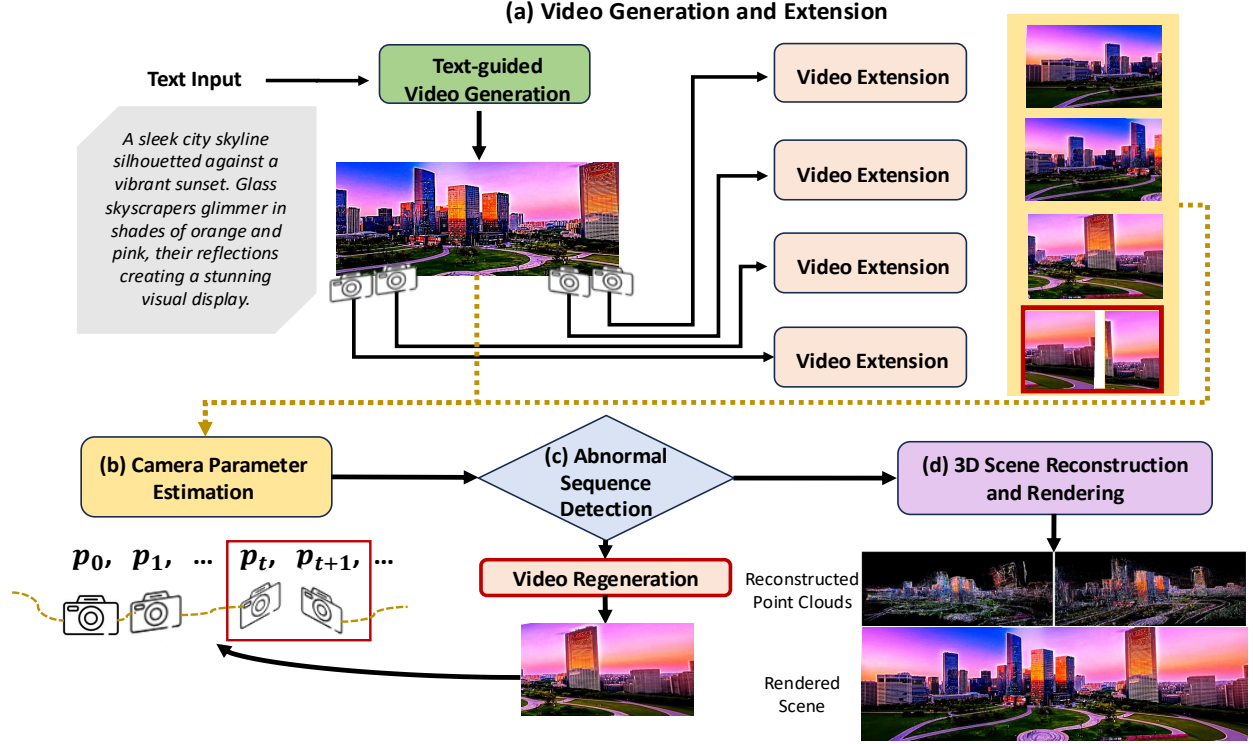 (a) Video Generation and Extension
Text Input
Text-guided
Video Generation
A sleek city skyline
silhouetted against a
vibrant sunset. Glass
skyscrapers glimmer in
shades of orange and
pink, their reflections
creating a stunning
visual display.
Video Extension
Video Extension
Video Extension
Video Extension
(b) Camera Parameter
Estimation
(c) Abnormal
Sequence
Detection
(d) 3D Scene Reconstruction
and Rendering
p₀, p₁, ... pₜ, pₜ₊₁, ...
Video Regeneration
Reconstructed
Point Clouds
Rendered
Scene